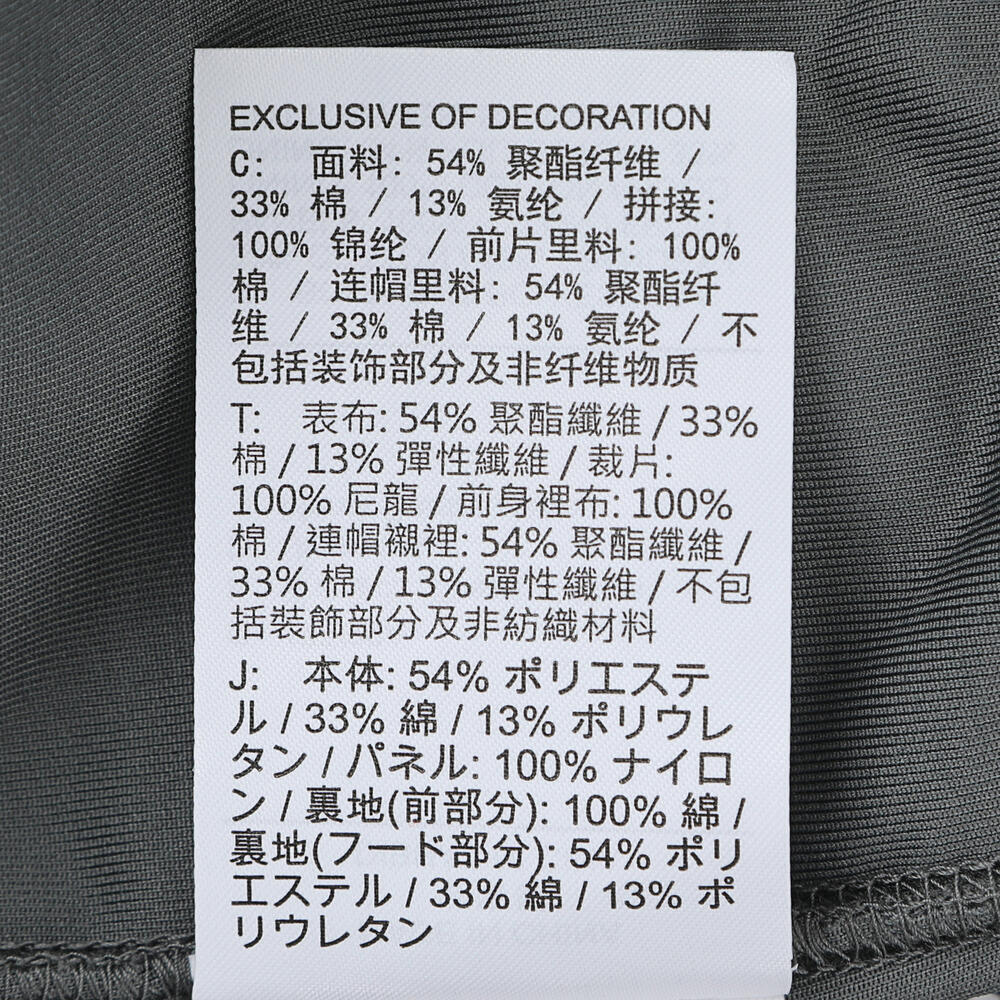 EXCLUSIVE OF DECORATION
C: 面料: 54% 聚酯纤维 /
33% 棉 / 13% 氨纶 / 拼接:
100% 锦纶 / 前片里料: 100%
棉 / 连帽里料: 54% 聚酯纤
维 / 33% 棉 / 13% 氨纶 / 不
包括装饰部分及非纤维物质
T: 表布: 54% 聚酯纖維 / 33%
棉 / 13% 彈性纖維 / 裁片:
100% 尼龍 / 前身裡布: 100%
棉 / 連帽襯裡: 54% 聚酯纖維 /
33% 棉 / 13% 彈性纖維 / 不包
括裝飾部分及非紡織材料
J: 本体: 54% ポリエステ
ル / 33% 綿 / 13% ポリウレ
タン / パネル: 100% ナイロ
ン / 裏地(前部分): 100% 綿 /
裏地(フード部分): 54% ポリ
エステル / 33% 綿 / 13% ポ
リウレタン